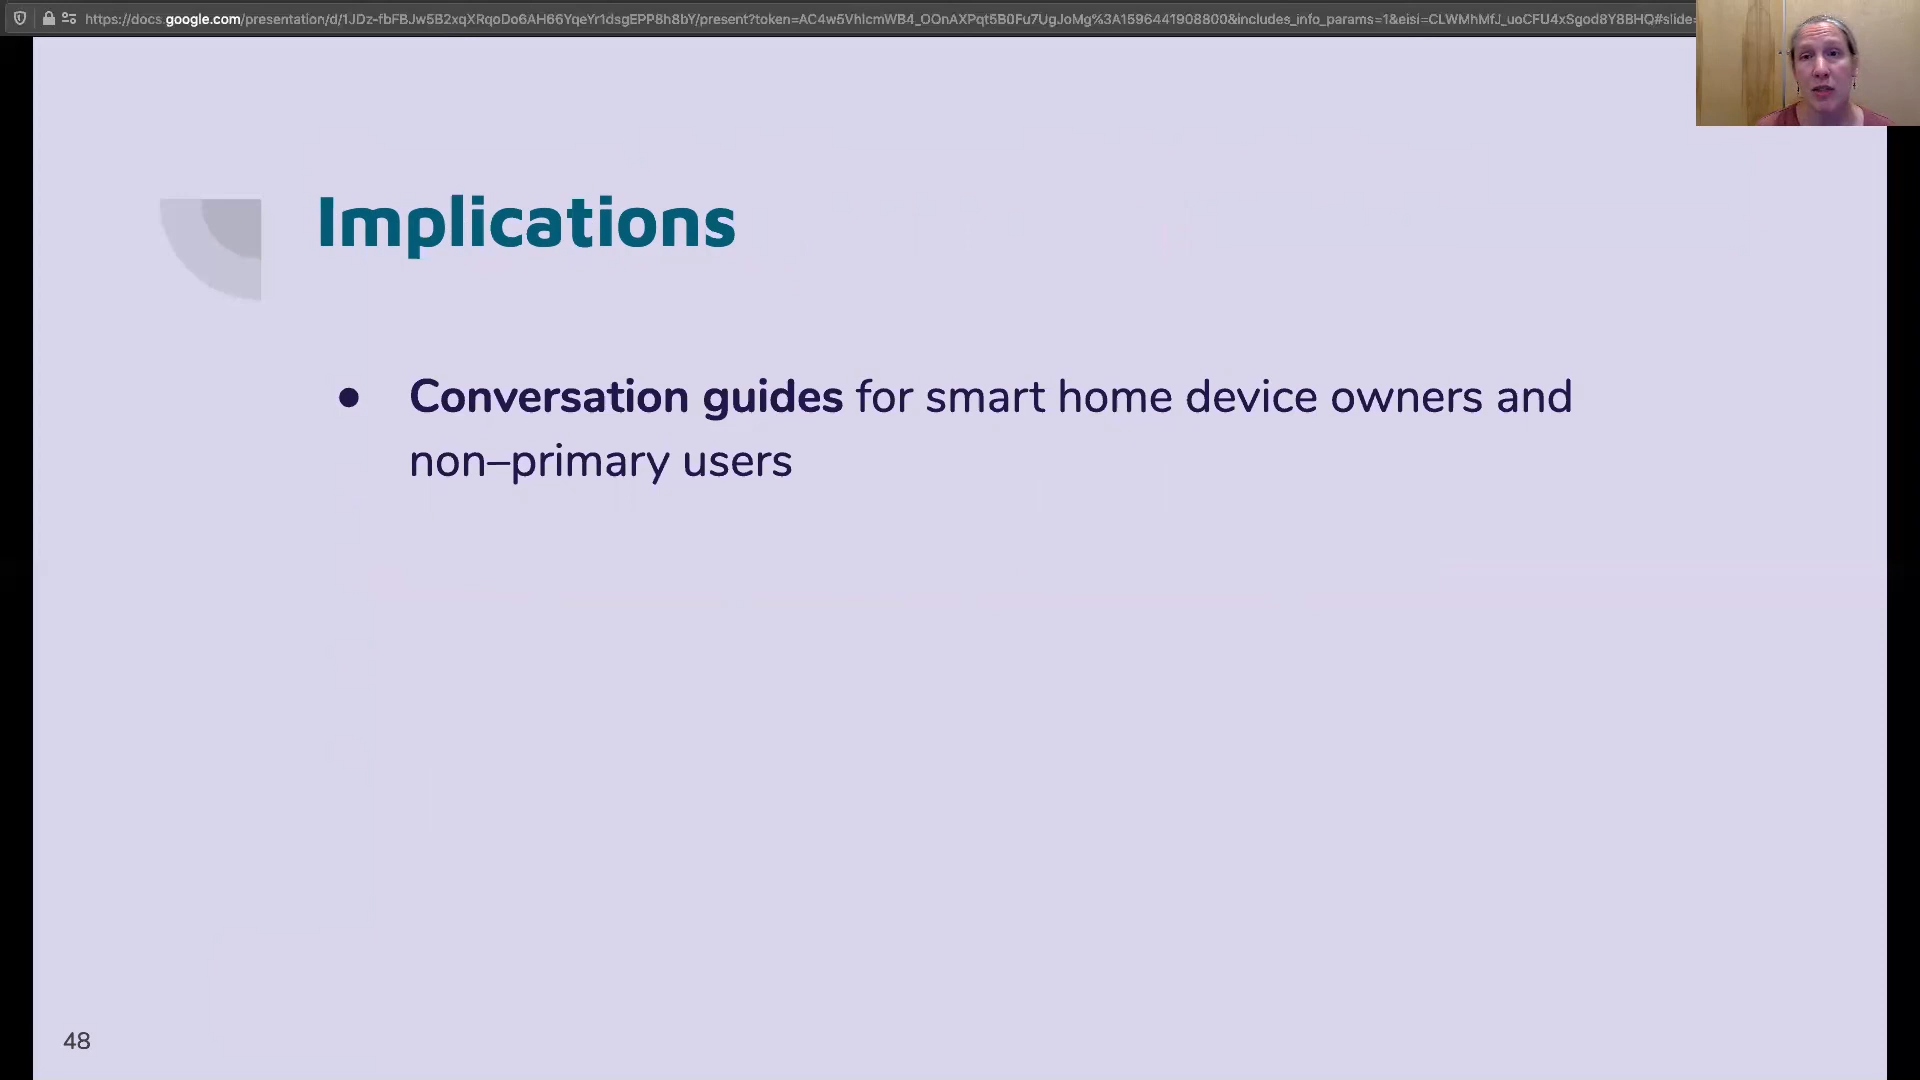 https://docs.google.com/presentation/d/1JDz-fbFBJw5B2xqXRqoDo6AH66YqeYr1dsgEPP8h8bY/present?token=AC4w5VhlcmWB4_OOnAXPqt5B0Fu7UgJoMg%3A1596441908800&includes_info_params=1&eisi=CLWMhMfJ_uoCFU4xSgod8Y8BHQ#slide=
Implications
● Conversation guides for smart home device owners and
non–primary users
48